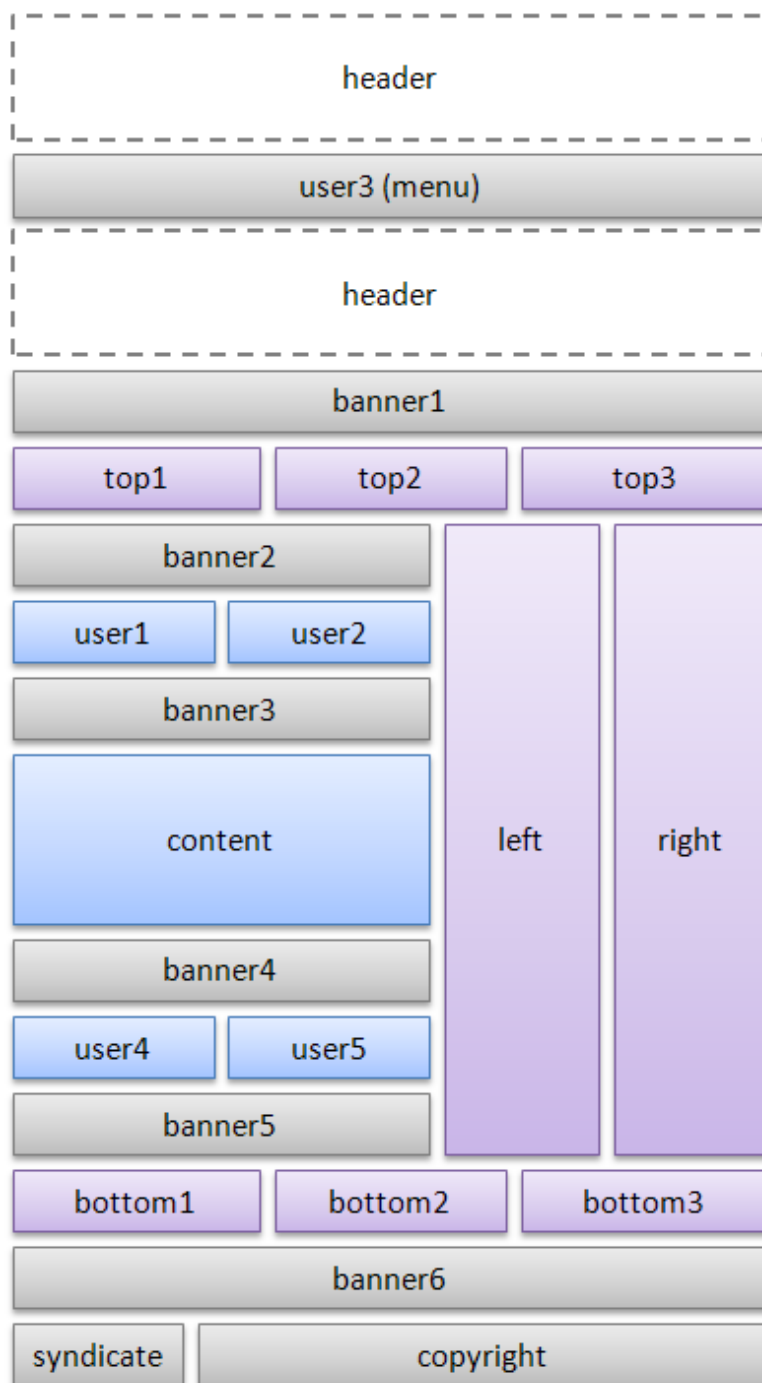 header
user3 (menu)
header
banner1
top1 top2 top3
banner2
user1 user2
banner3
content
left
right
banner4
user4 user5
banner5
bottom1 bottom2 bottom3
banner6
syndicate copyright